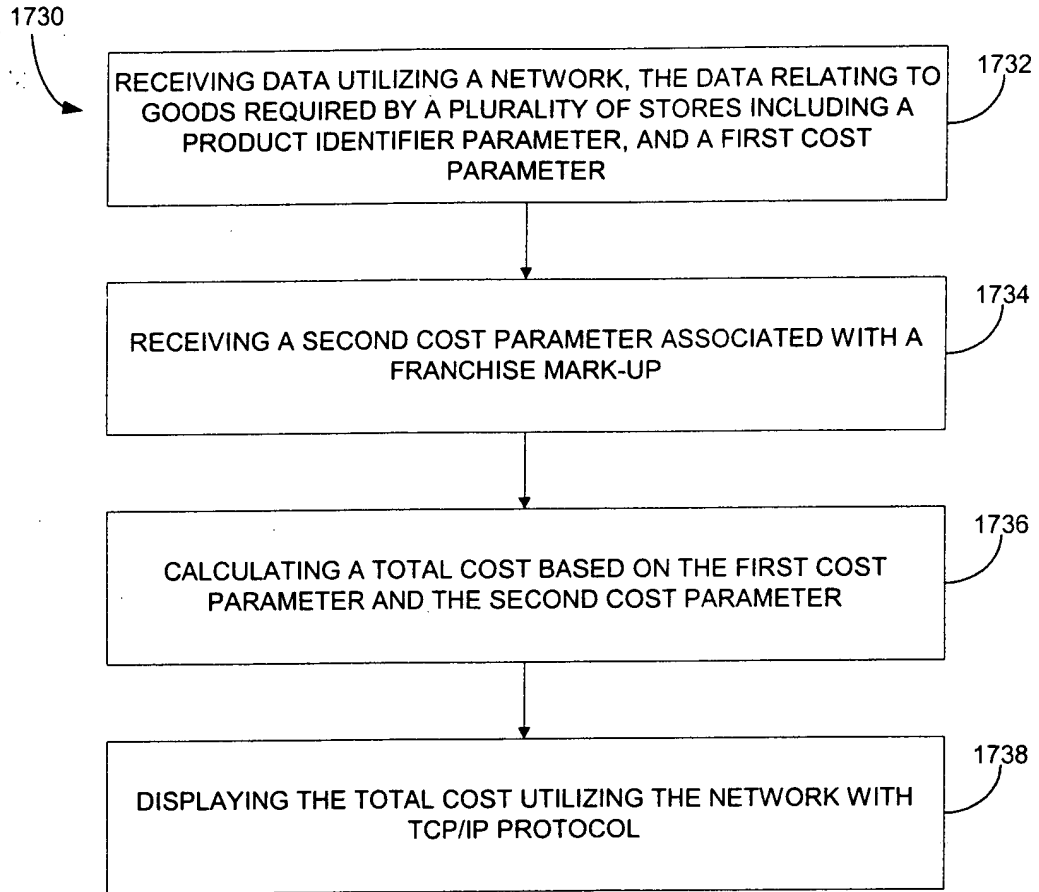 1730
RECEIVING DATA UTILIZING A NETWORK, THE DATA RELATING TO
GOODS REQUIRED BY A PLURALITY OF STORES INCLUDING A
PRODUCT IDENTIFIER PARAMETER, AND A FIRST COST
PARAMETER
1732
RECEIVING A SECOND COST PARAMETER ASSOCIATED WITH A
FRANCHISE MARK-UP
1734
CALCULATING A TOTAL COST BASED ON THE FIRST COST
PARAMETER AND THE SECOND COST PARAMETER
1736
DISPLAYING THE TOTAL COST UTILIZING THE NETWORK WITH
TCP/IP PROTOCOL
1738